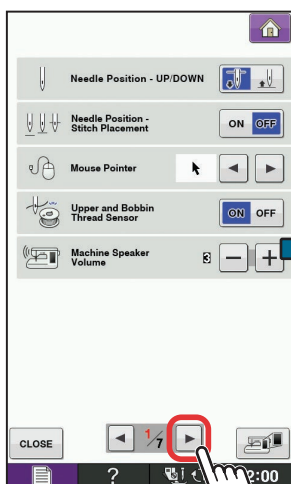 Needle Position - UP/DOWN
Needle Position -
Stitch Placement
ON OFF
Mouse Pointer
Upper and Bobbin
Thread Sensor
ON OFF
Machine Speaker
Volume
3
CLOSE
1/7
?
2:00